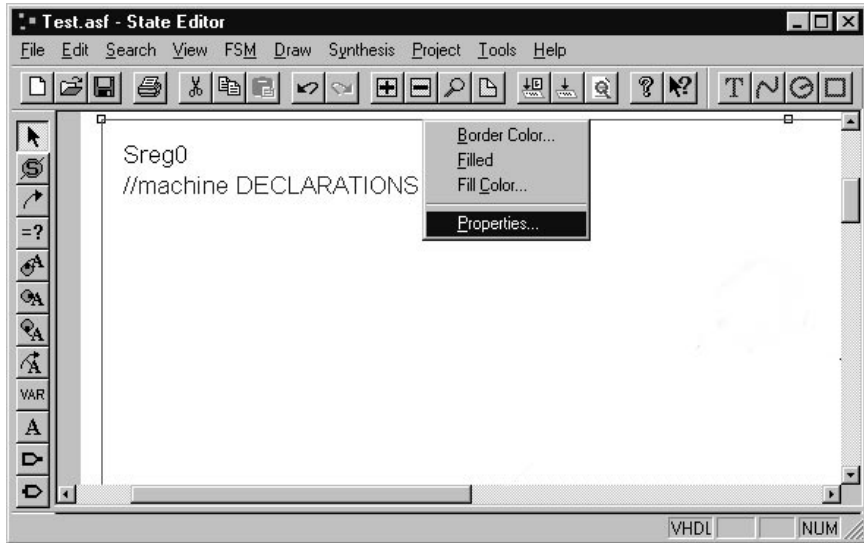 Test.asf - State Editor
File Edit Search View FSM Draw Synthesis Project Tools Help
T
S
=?
A
A
A
A
VAR
A
Sreg0
//machine DECLARATIONS
Border Color...
Filled
Fill Color...
Properties...
VHDL NUM